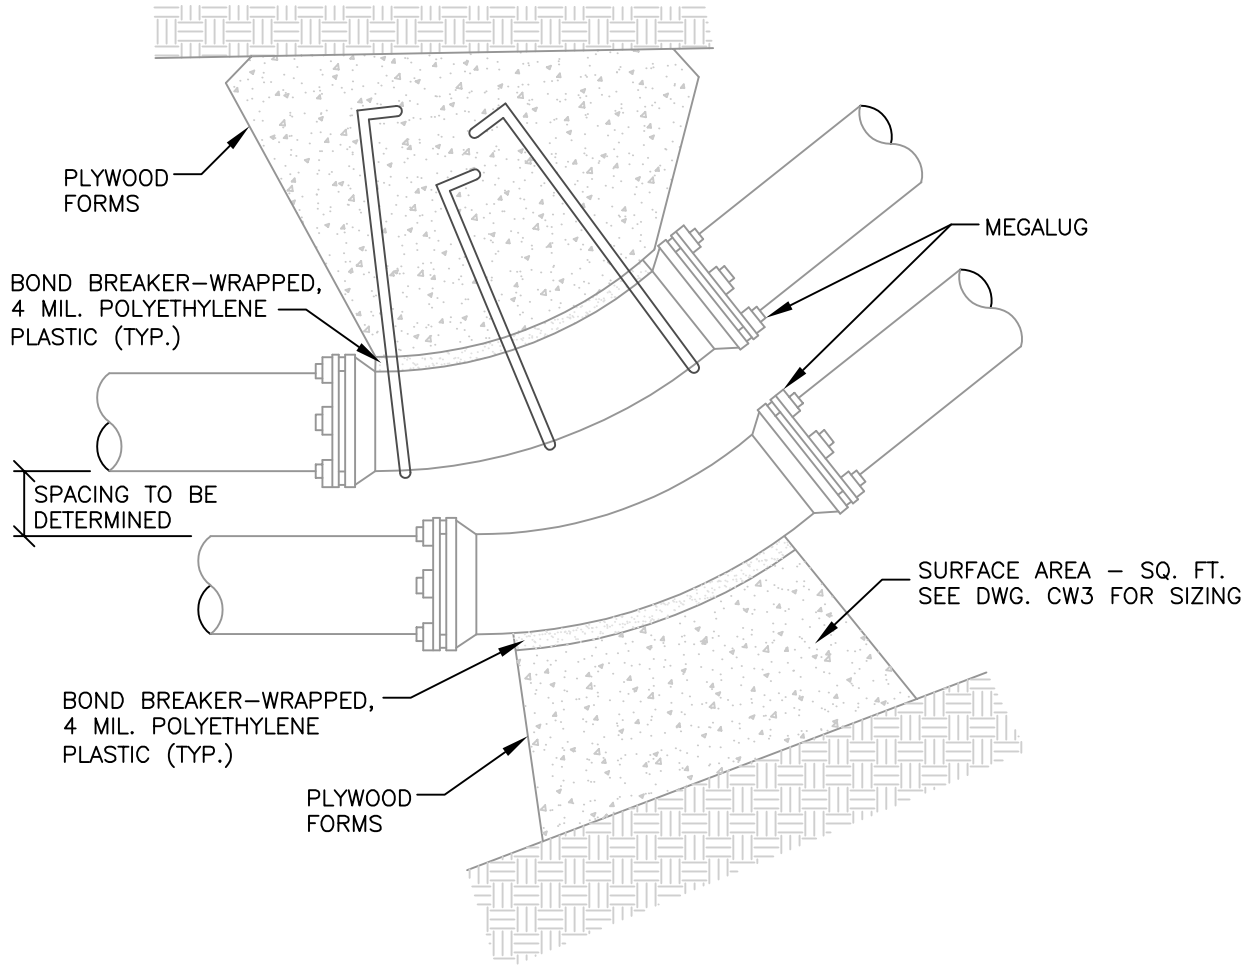 PLYWOOD
FORMS
MEGALUG
BOND BREAKER-WRAPPED,
4 MIL. POLYETHYLENE
PLASTIC (TYP.)
SPACING TO BE
DETERMINED
SURFACE AREA - SQ. FT.
SEE DWG. CW3 FOR SIZING
BOND BREAKER-WRAPPED,
4 MIL. POLYETHYLENE
PLASTIC (TYP.)
PLYWOOD
FORMS